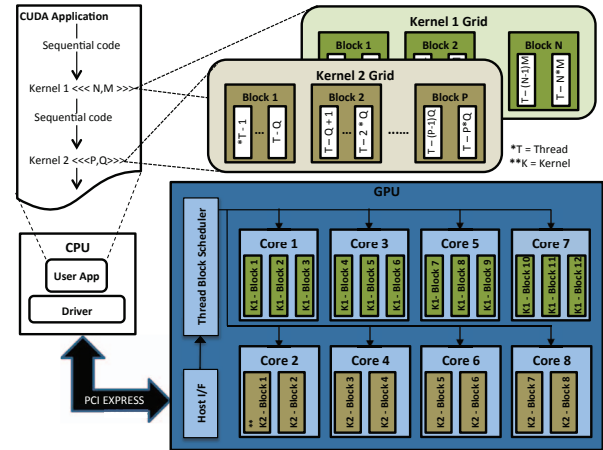 CUDA Application
Sequential code
Kernel 1 <<< N,M >>>
Sequential code
Kernel 2 <<<P,Q>>>
Kernel 1 Grid
Block 1
Block 2
Block N
T – (N-1)M
T – N*M
Kernel 2 Grid
Block 1
Block 2
Block P
*T - 1
...
T - Q
T – Q + 1
...
T – 2 * Q
......
T – (P-1)Q
T – P*Q
*T = Thread
**K = Kernel
CPU
User App
Driver
PCI EXPRESS
GPU
Thread Block Scheduler
Host I/F
Core 1
K1 - Block 1
K1 - Block 2
K1 - Block 3
Core 3
K1 - Block 4
K1 - Block 5
K1 - Block 6
Core 5
K1 - Block 7
K1 - Block 8
K1 - Block 9
Core 7
K1 - Block 10
K1 - Block 11
K1 - Block 12
Core 2
**
K2 - Block 1
K2 - Block 2
Core 4
K2 - Block 3
K2 - Block 4
Core 6
K2 - Block 5
K2 - Block 6
Core 8
K2 - Block 7
K2 - Block 8